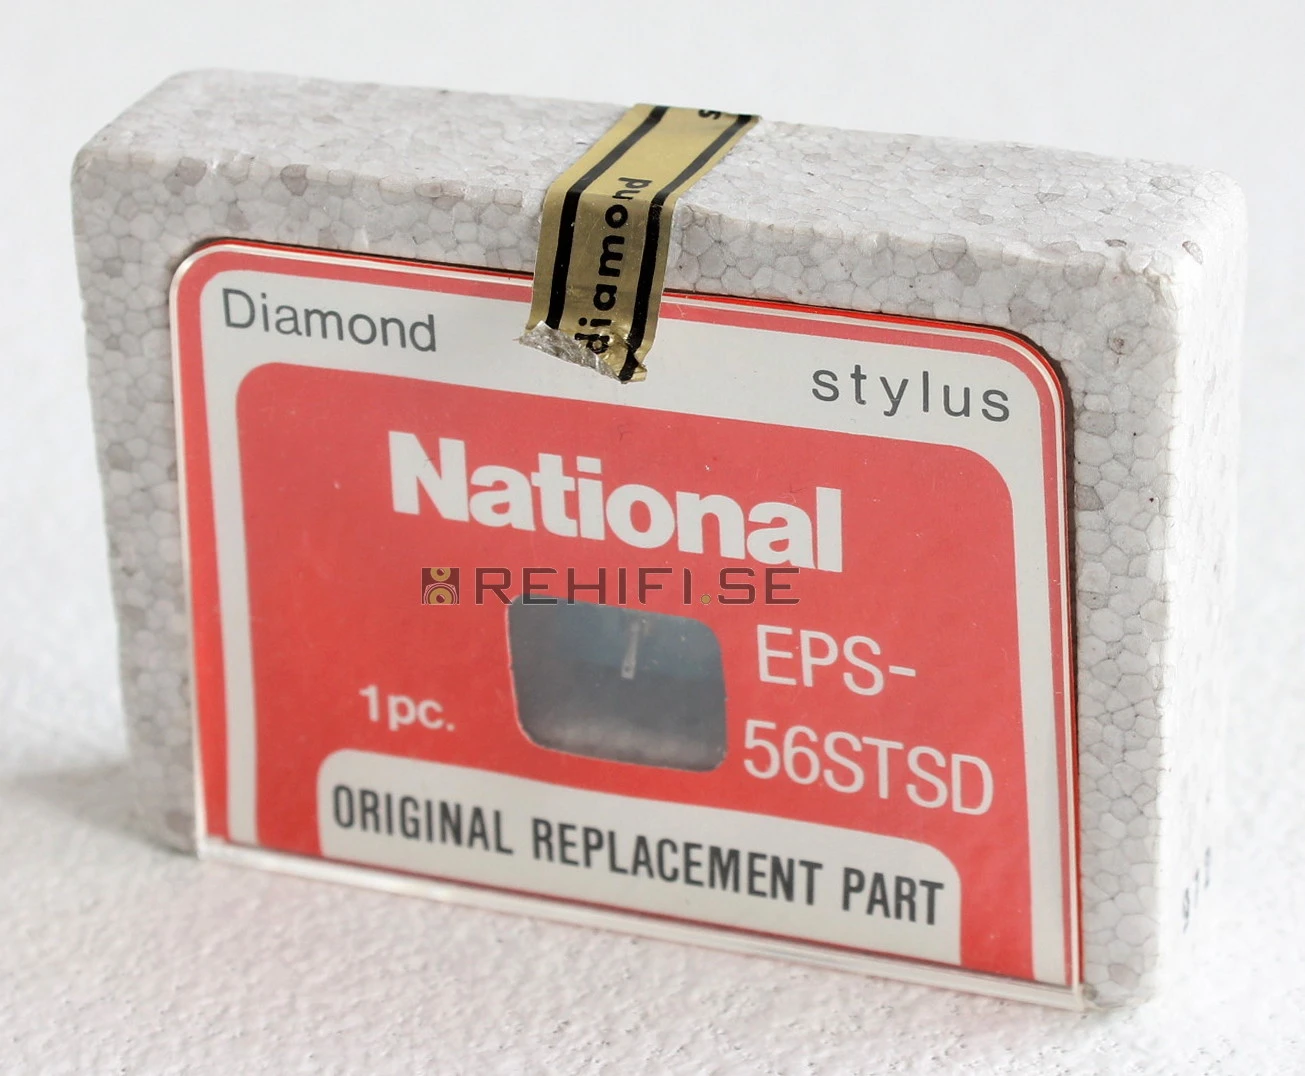 diamond s
Diamond
stylus
National
REHIFI.SE
EPS-
56STSD
1pc.
ORIGINAL REPLACEMENT PART